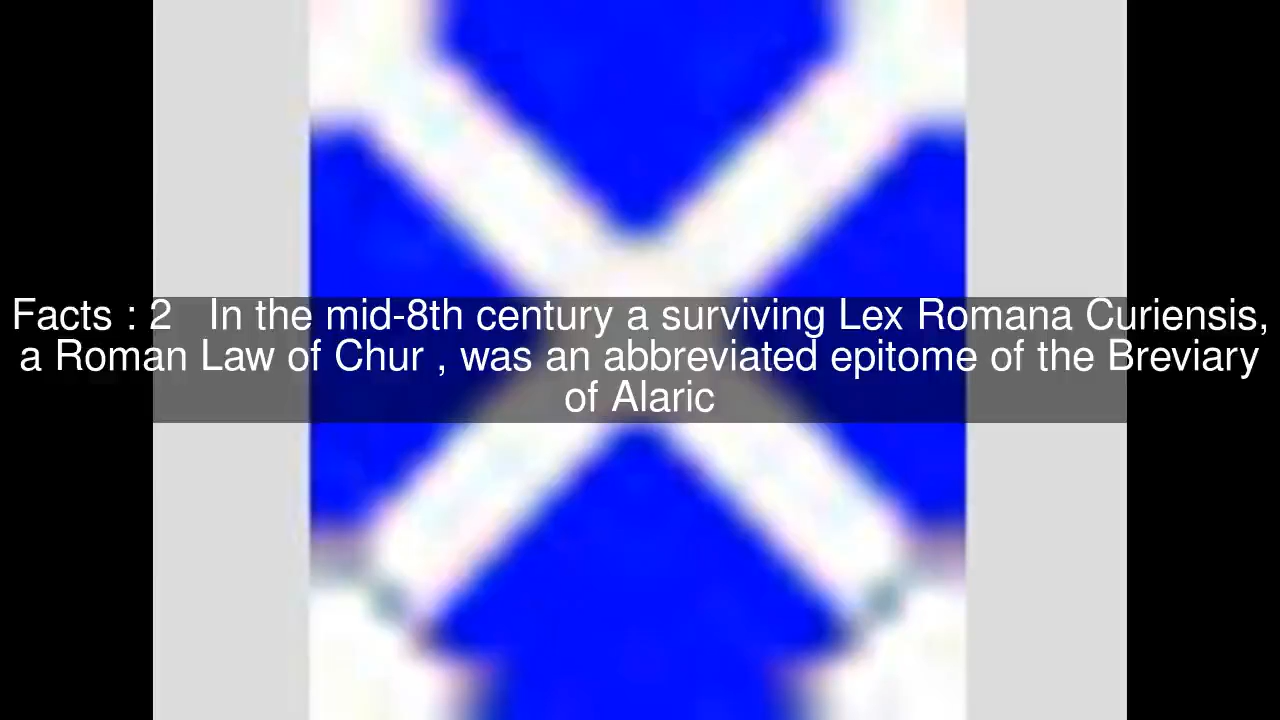 Facts : 2   In the mid-8th century a surviving Lex Romana Curiensis,
a Roman Law of Chur , was an abbreviated epitome of the Breviary
of Alaric